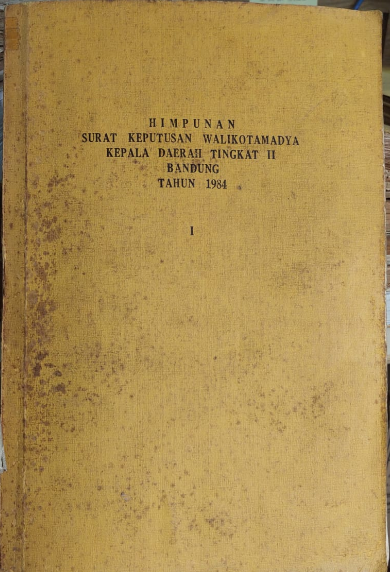 HIMPUNAN
SURAT KEPUTUSAN WALIKOTAMADYA
KEPALA DAERAH TINGKAT II
BANDUNG
TAHUN 1984
I